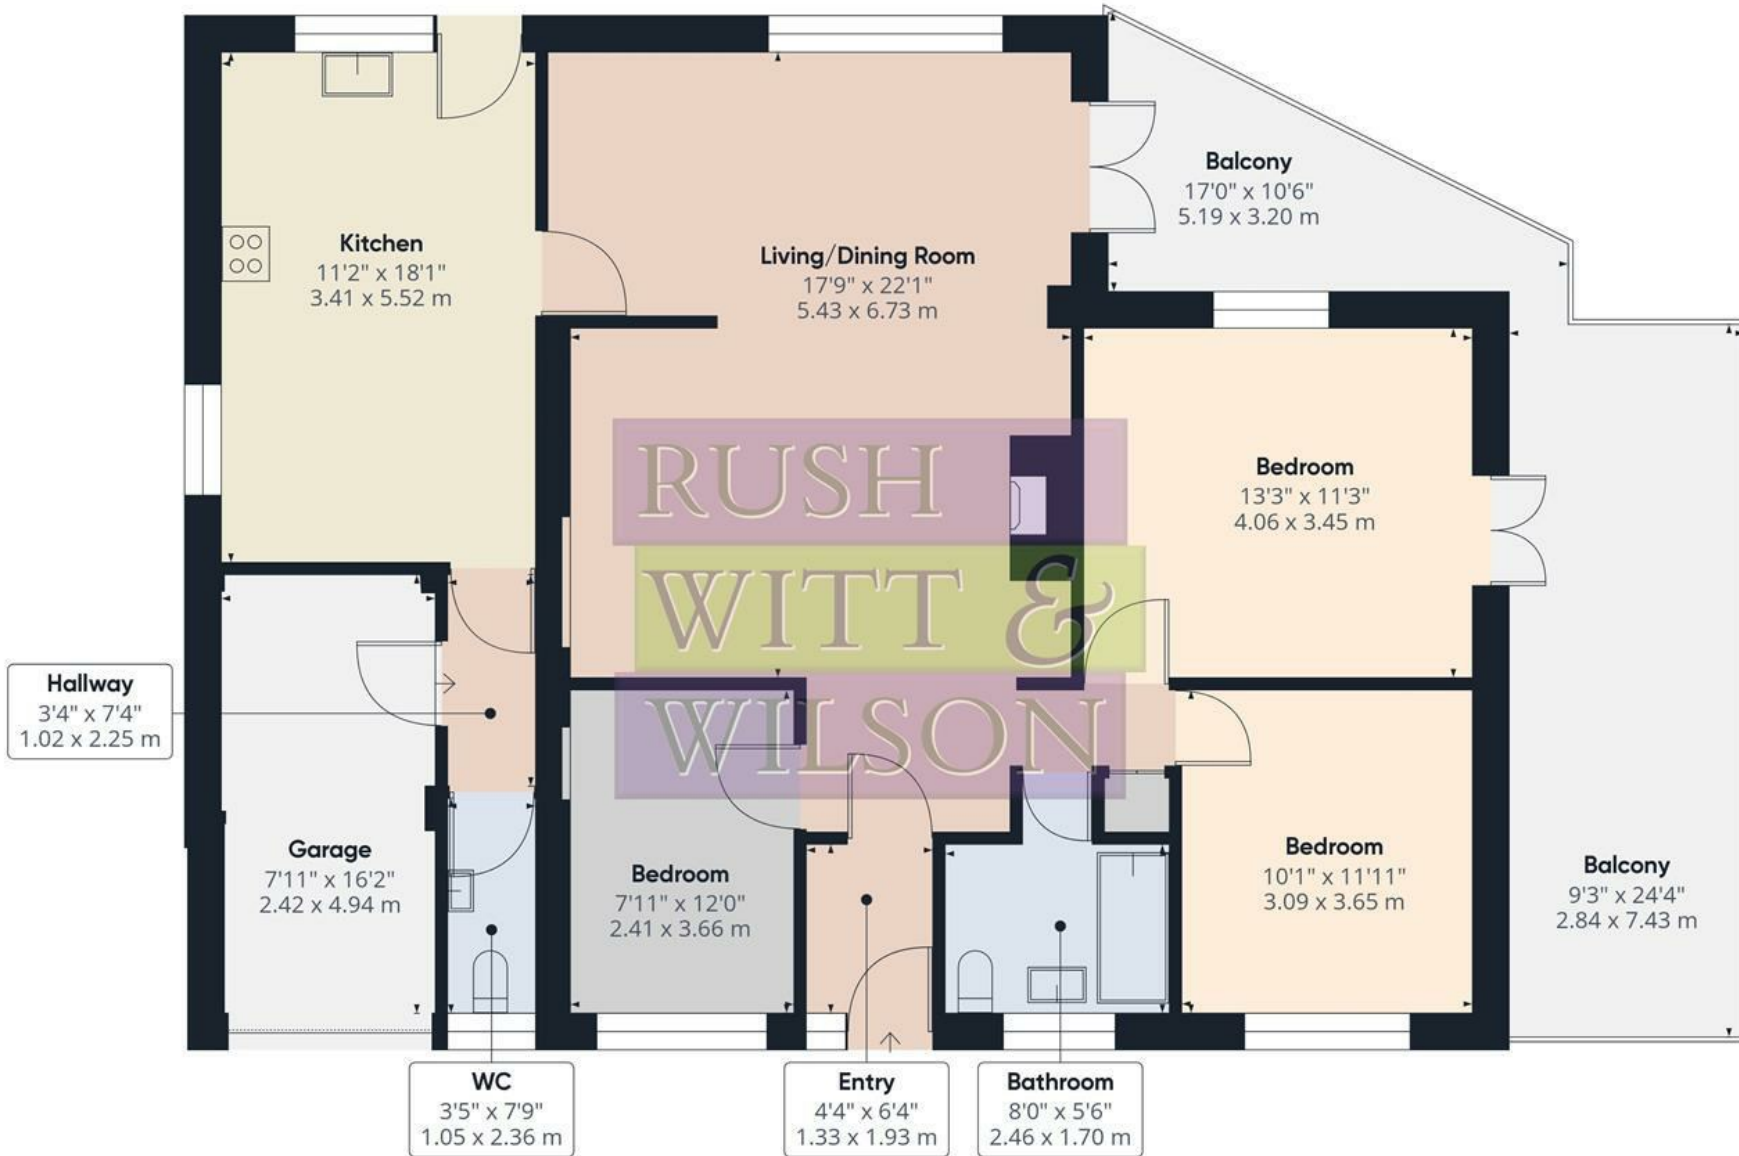 Balcony
17'0" x 10'6"
5.19 x 3.20 m
Kitchen
11'2" x 18'1"
3.41 x 5.52 m
Living/Dining Room
17'9" x 22'1"
5.43 x 6.73 m
RUSH
WITT &
WILSON
Bedroom
13'3" x 11'3"
4.06 x 3.45 m
Hallway
3'4" x 7'4"
1.02 x 2.25 m
Garage
7'11" x 16'2"
2.42 x 4.94 m
Bedroom
7'11" x 12'0"
2.41 x 3.66 m
Bedroom
10'1" x 11'11"
3.09 x 3.65 m
Balcony
9'3" x 24'4"
2.84 x 7.43 m
WC
3'5" x 7'9"
1.05 x 2.36 m
Entry
4'4" x 6'4"
1.33 x 1.93 m
Bathroom
8'0" x 5'6"
2.46 x 1.70 m